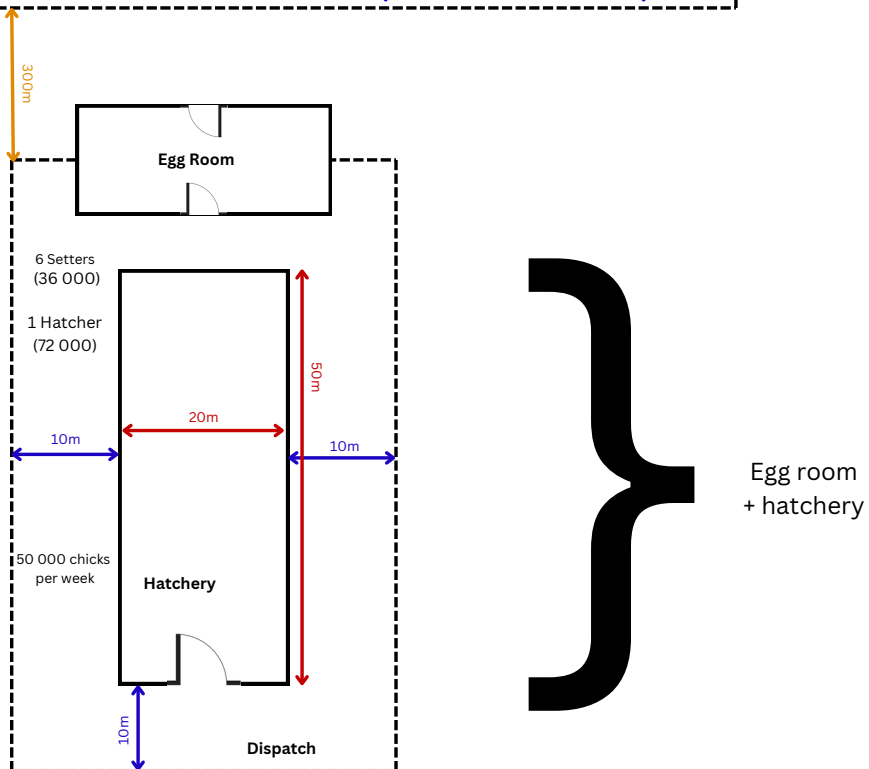 300m
Egg Room
6 Setters
(36 000)
1 Hatcher
(72 000)
50m
20m
10m
10m
Egg room
+ hatchery
50 000 chicks
per week
Hatchery
10m
Dispatch